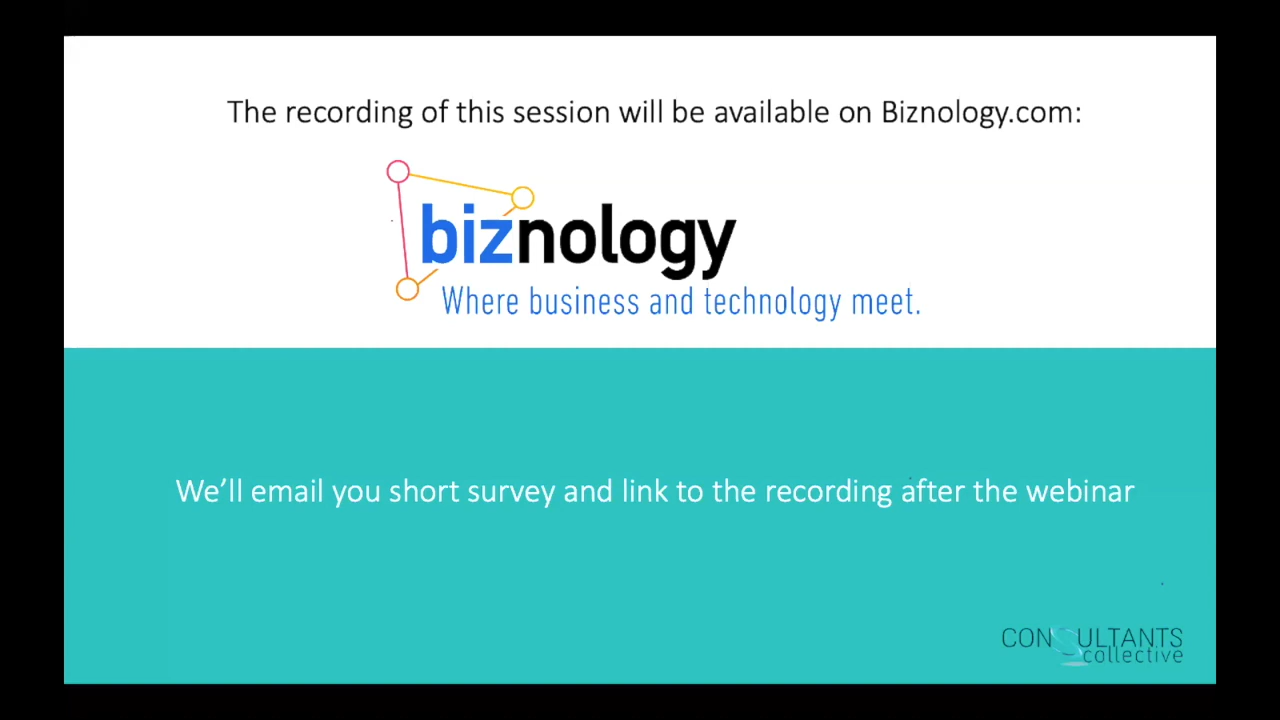 The recording of this session will be available on Biznology.com:
biznology
Where business and technology meet.
We’ll email you short survey and link to the recording after the webinar
CONSULTANTS
collective